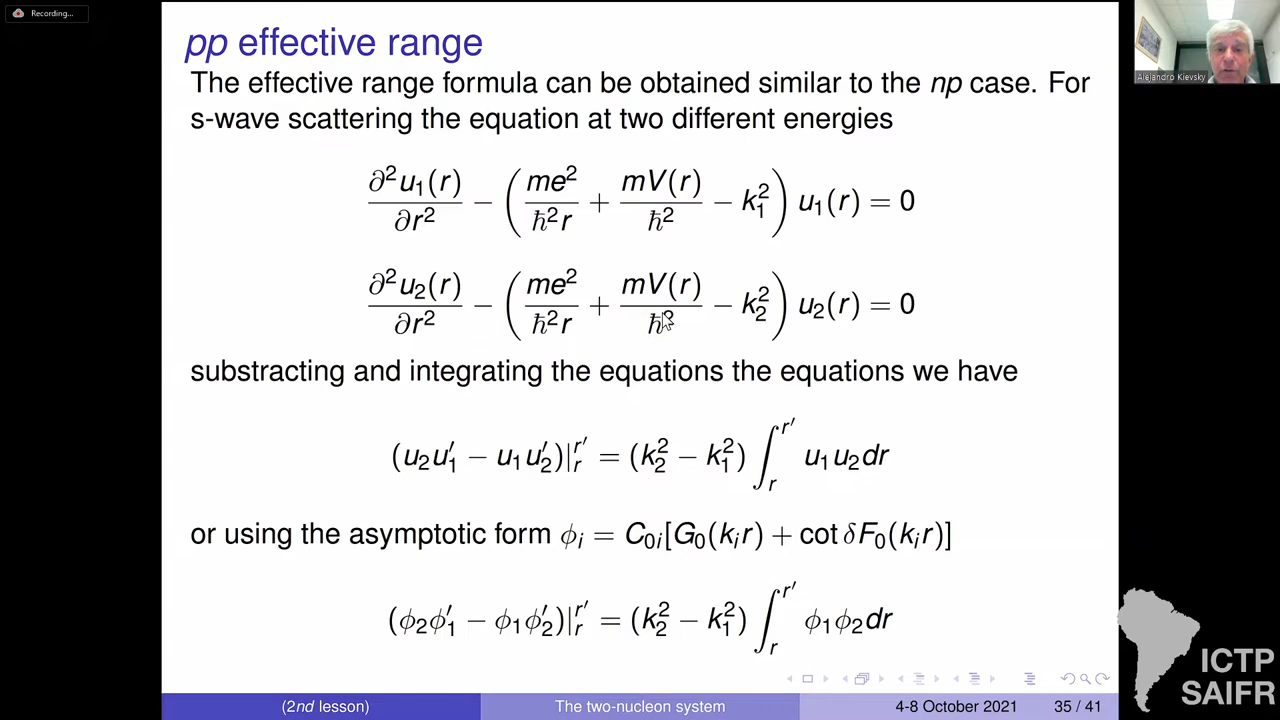 Recording...
pp effective range
Alejandro Kievsky
The effective range formula can be obtained similar to the np case. For
s-wave scattering the equation at two different energies
∂²u₁(r)/∂r² − (me²/ħ²r + mV(r)/ħ² − k₁²) u₁(r) = 0
∂²u₂(r)/∂r² − (me²/ħ²r + mV(r)/ħ² − k₂²) u₂(r) = 0
substracting and integrating the equations the equations we have
(u₂u₁′ − u₁u₂′)|ᵣʳ′ = (k₂² − k₁²) ∫ᵣʳ′ u₁u₂dr
or using the asymptotic form ϕᵢ = C₀ᵢ[G₀(kᵢr) + cot δF₀(kᵢr)]
(ϕ₂ϕ₁′ − ϕ₁ϕ₂′)|ᵣʳ′ = (k₂² − k₁²) ∫ᵣʳ′ ϕ₁ϕ₂dr
ICTP
SAIFR
(2nd lesson) The two-nucleon system 4-8 October 2021 35 / 41